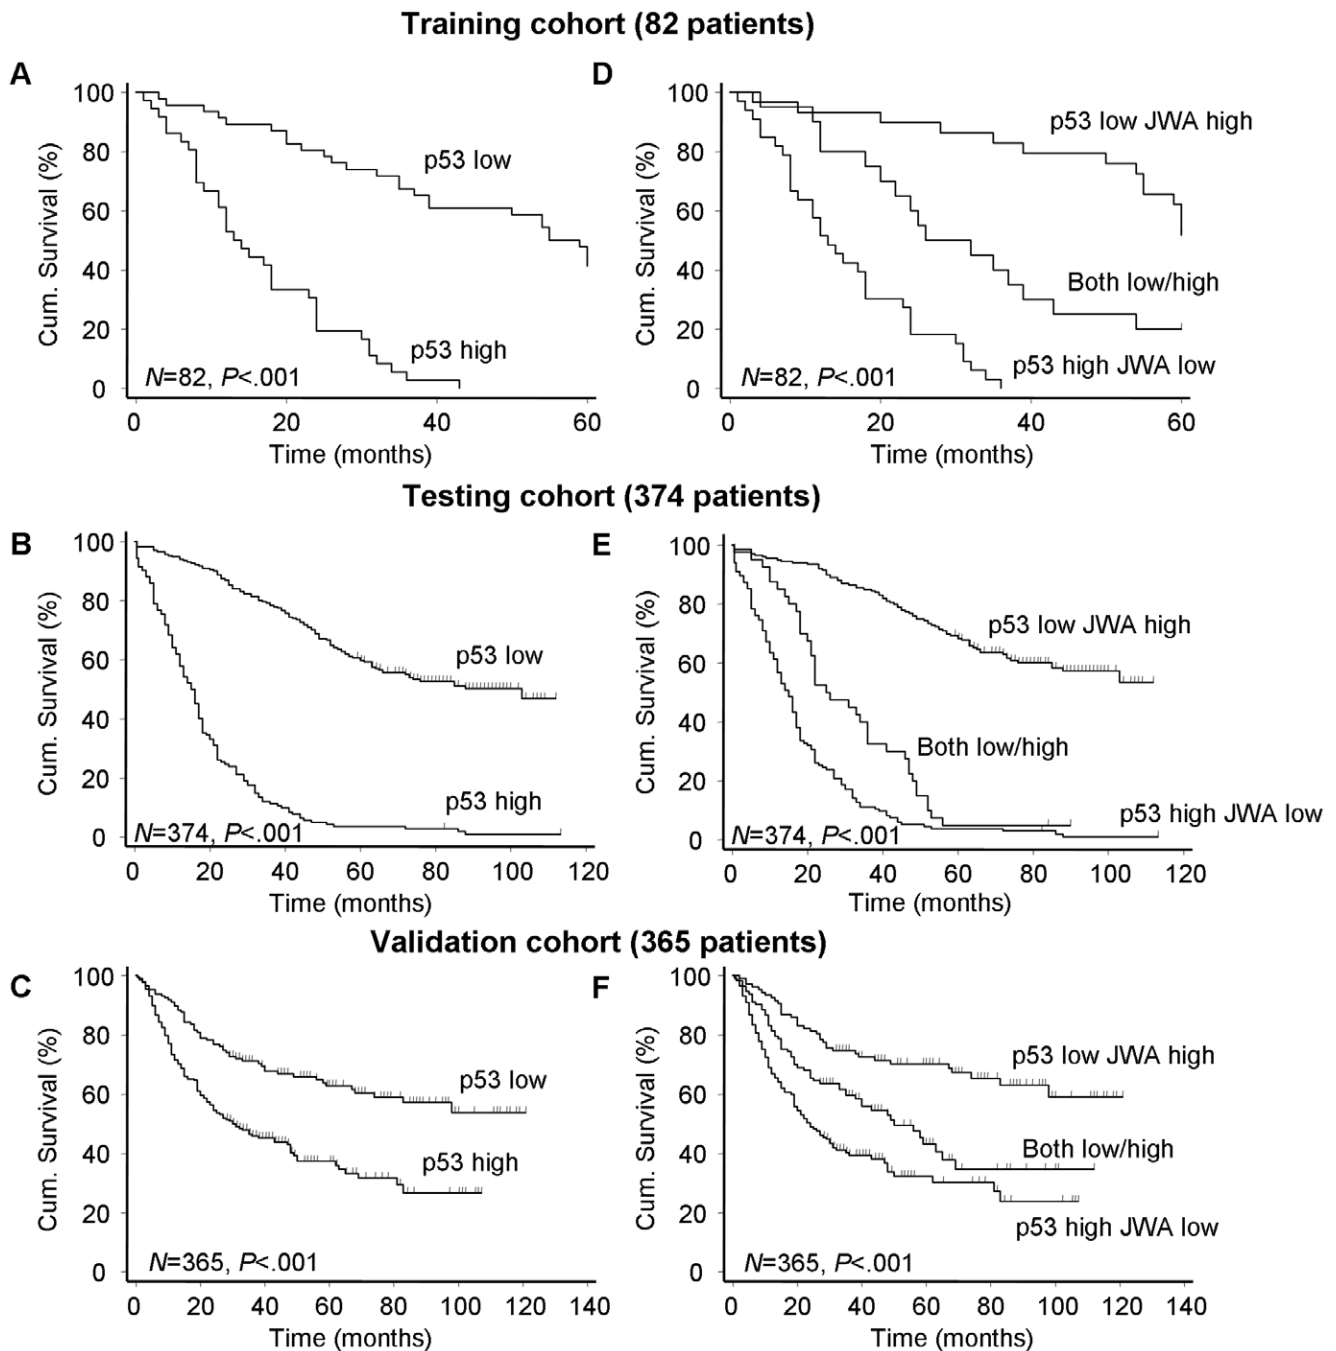 Training cohort (82 patients)
A
100
80
60
40
20
0
Cum. Survival (%)
p53 low
p53 high
N=82, P<.001
0 20 40 60
Time (months)
D
100
80
60
40
20
0
Cum. Survival (%)
p53 low JWA high
Both low/high
p53 high JWA low
N=82, P<.001
0 20 40 60
Time (months)
Testing cohort (374 patients)
B
100
80
60
40
20
0
Cum. Survival (%)
p53 low
p53 high
N=374, P<.001
0 20 40 60 80 100 120
Time (months)
E
100
80
60
40
20
0
Cum. Survival (%)
p53 low JWA high
Both low/high
p53 high JWA low
N=374, P<.001
0 20 40 60 80 100 120
Time (months)
Validation cohort (365 patients)
C
100
80
60
40
20
0
Cum. Survival (%)
p53 low
p53 high
N=365, P<.001
0 20 40 60 80 100 120 140
Time (months)
F
100
80
60
40
20
0
Cum. Survival (%)
p53 low JWA high
Both low/high
p53 high JWA low
N=365, P<.001
0 20 40 60 80 100 120 140
Time (months)